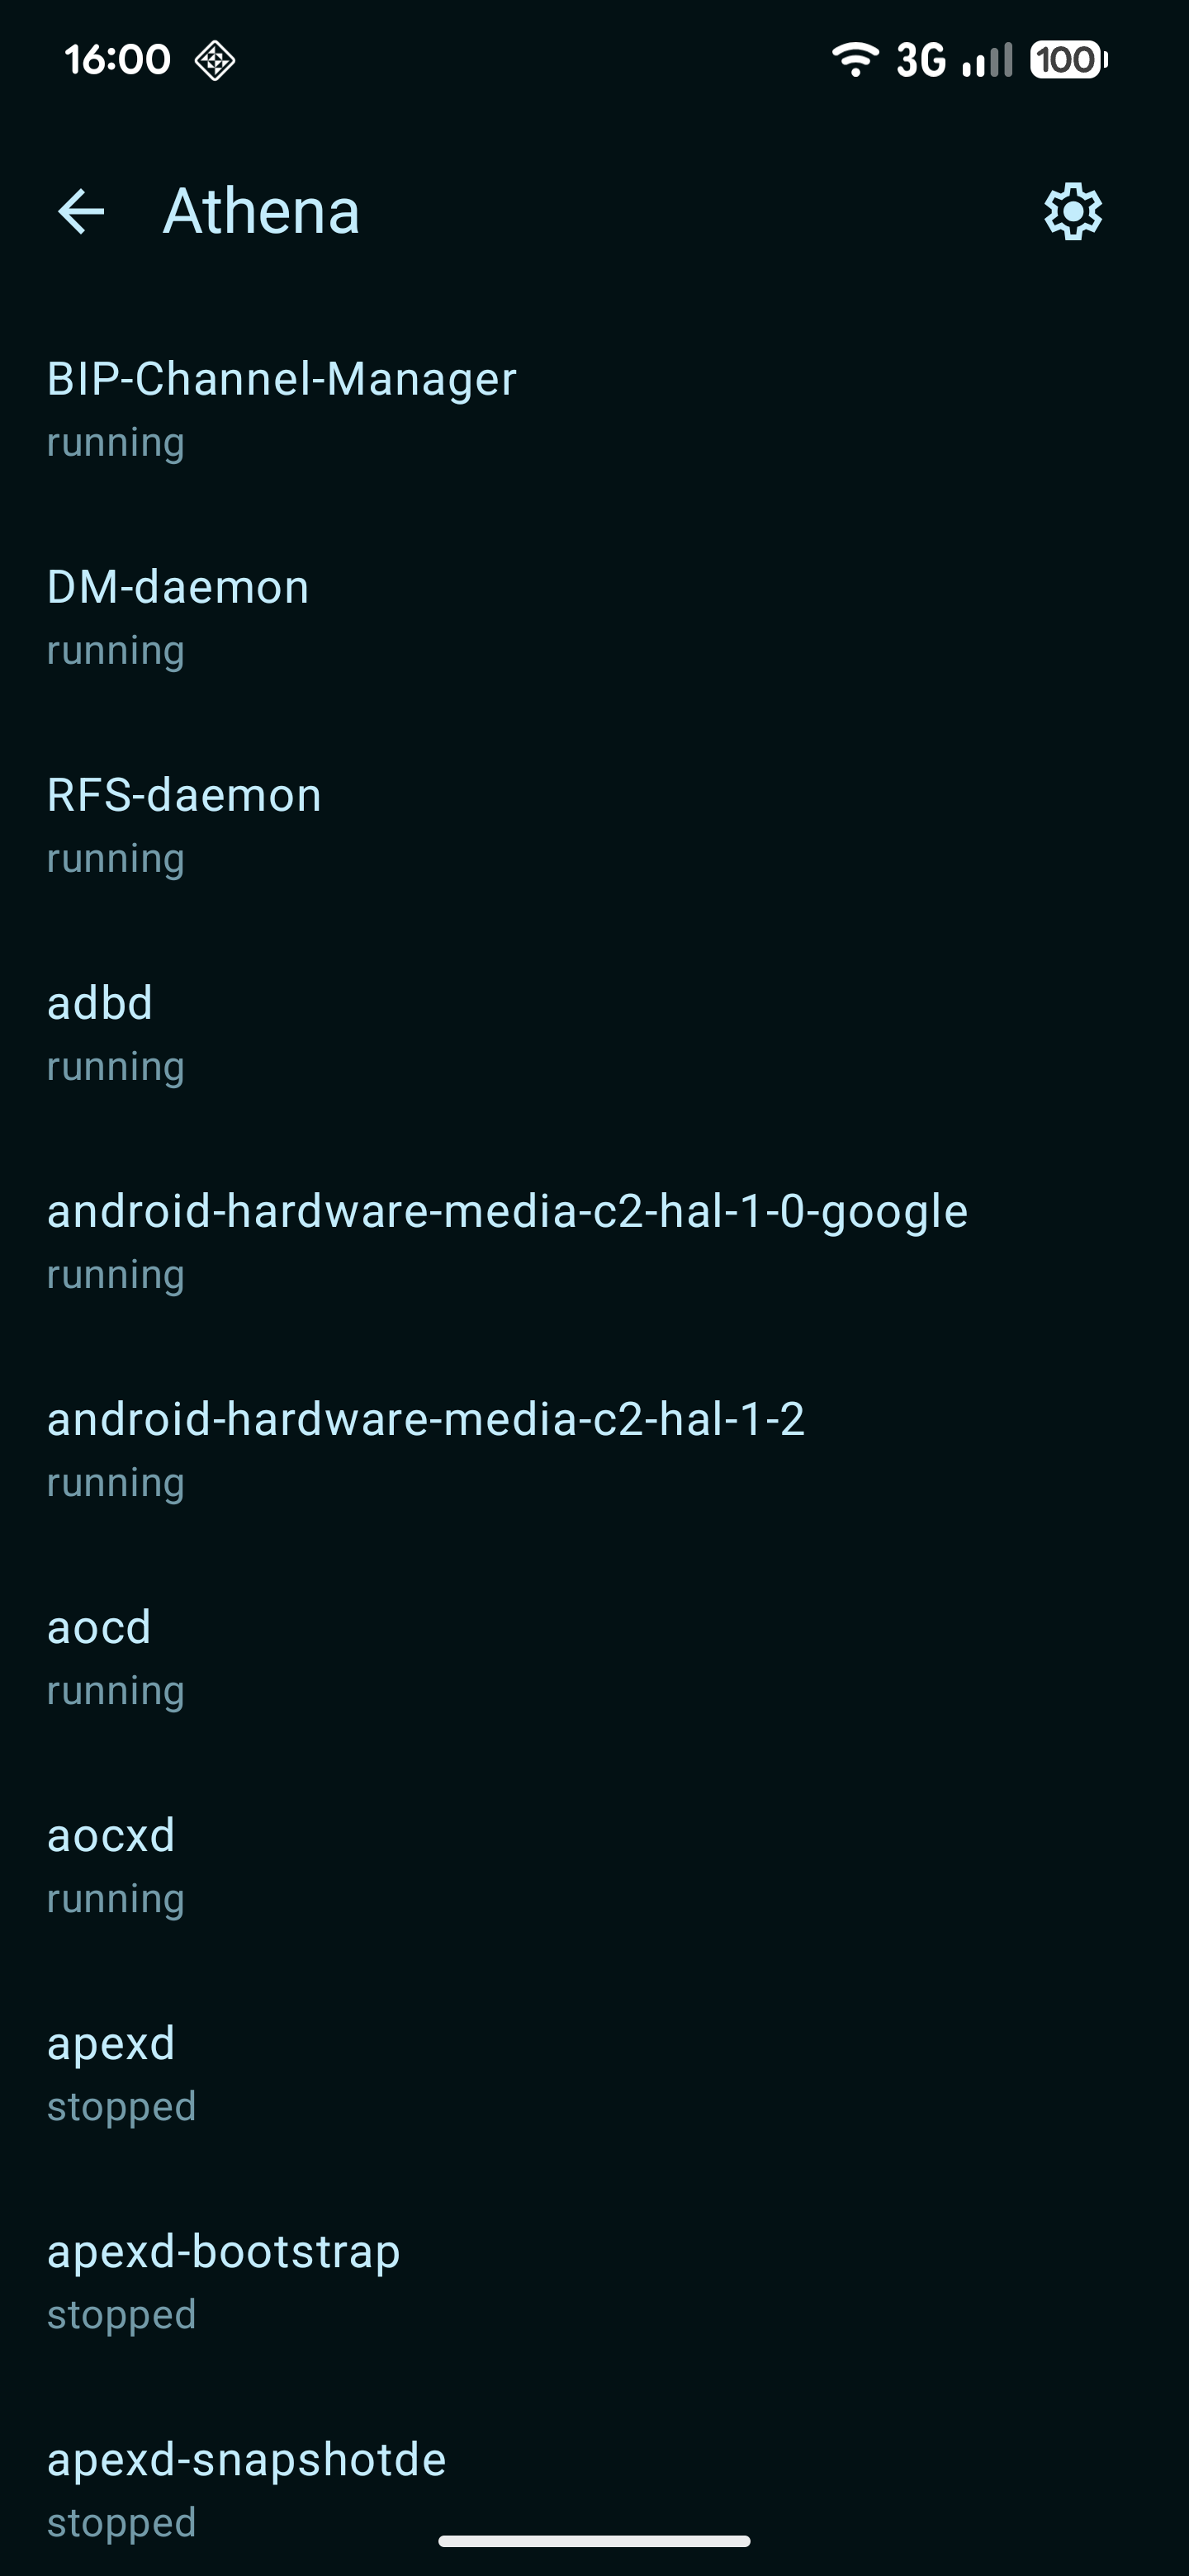 16:00 3G 100
Athena
BIP-Channel-Manager
running
DM-daemon
running
RFS-daemon
running
adbd
running
android-hardware-media-c2-hal-1-0-google
running
android-hardware-media-c2-hal-1-2
running
aocd
running
aocxd
running
apexd
stopped
apexd-bootstrap
stopped
apexd-snapshotde
stopped